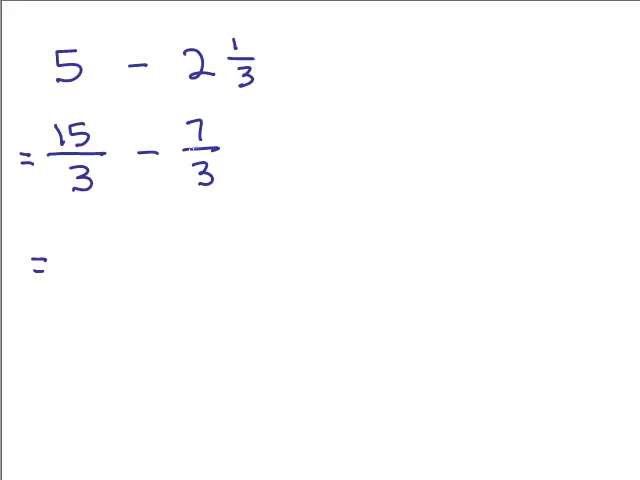 5 - 2 1/3
= 15/3 - 7/3
=